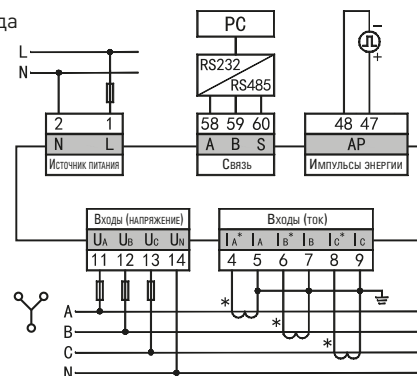 да
PC
L
N
RS232
RS485
2 1
N L
Источник питания
58 59 60
A B S
Связь
48 47
AP
Импульсы энергии
− +
Входы (напряжение)
UA UB UC UN
11 12 13 14
Входы (ток)
IA* IA IB* IB IC* IC
4 5 6 7 8 9
*
*
*
A
B
C
N